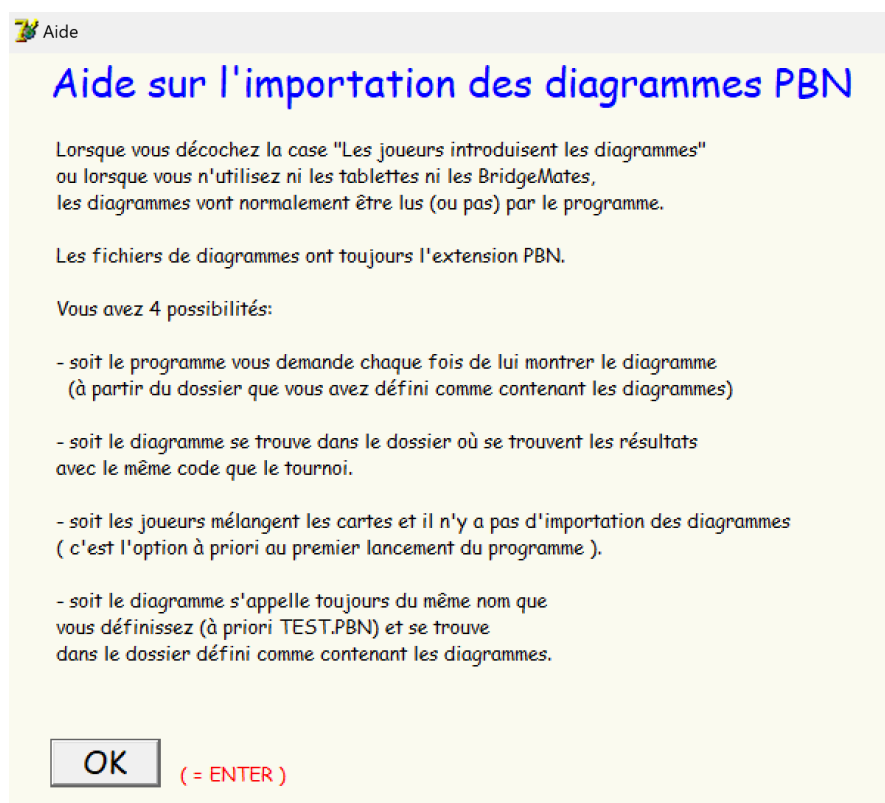 Aide
Aide sur l'importation des diagrammes PBN
Lorsque vous décochez la case "Les joueurs introduisent les diagrammes"
ou lorsque vous n'utilisez ni les tablettes ni les BridgeMates,
les diagrammes vont normalement être lus (ou pas) par le programme.
Les fichiers de diagrammes ont toujours l'extension PBN.
Vous avez 4 possibilités:
- soit le programme vous demande chaque fois de lui montrer le diagramme
(à partir du dossier que vous avez défini comme contenant les diagrammes)
- soit le diagramme se trouve dans le dossier où se trouvent les résultats
avec le même code que le tournoi.
- soit les joueurs mélangent les cartes et il n'y a pas d'importation des diagrammes
( c'est l'option à priori au premier lancement du programme ).
- soit le diagramme s'appelle toujours du même nom que
vous définissez (à priori TEST.PBN) et se trouve
dans le dossier défini comme contenant les diagrammes.
OK
( = ENTER )